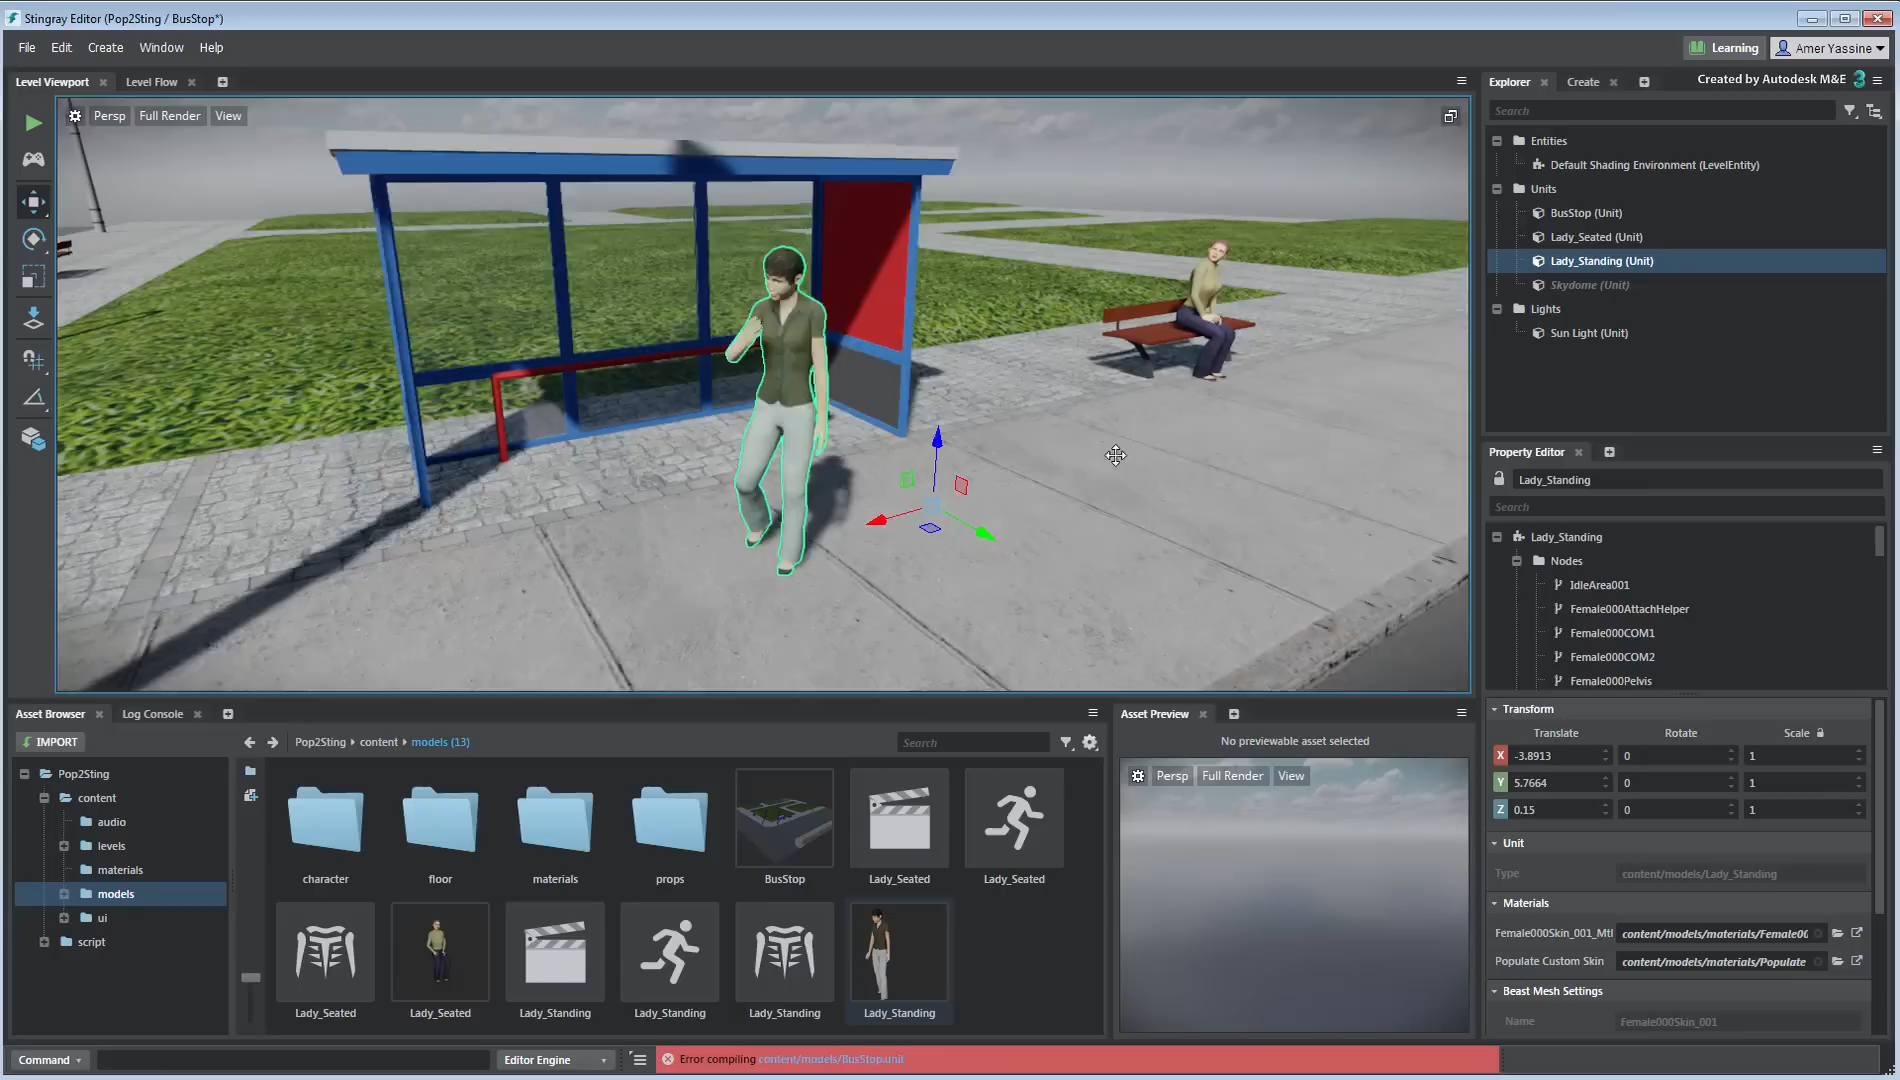 Stingray Editor (Pop2Sting / BusStop*)
File Edit Create Window Help
Learning Amer Yassine
Level Viewport Level Flow
Explorer Create Created by Autodesk M&E 3
Persp Full Render View
Search
Entities
Default Shading Environment (LevelEntity)
Units
BusStop (Unit)
Lady_Seated (Unit)
Lady_Standing (Unit)
Skydome (Unit)
Lights
Sun Light (Unit)
Property Editor
Lady_Standing
Search
Lady_Standing
Nodes
IdleArea001
Female000AttachHelper
Female000COM1
Female000COM2
Female000Pelvis
Transform
Translate Rotate Scale
X -3.8913 0 1
Y 5.7664 0 1
Z 0.15 0 1
Unit
Type content/models/Lady_Standing
Materials
Female000Skin_001_Mtl content/models/materials/Female00
Populate Custom Skin content/models/materials/Populate
Beast Mesh Settings
Name Female000Skin_001
Asset Browser Log Console
IMPORT
Pop2Sting content models (13)
Search
Pop2Sting
content
audio
levels
materials
models
ui
script
character floor materials props BusStop Lady_Seated Lady_Seated
Lady_Seated Lady_Seated Lady_Standing Lady_Standing Lady_Standing Lady_Standing
Asset Preview
No previewable asset selected
Persp Full Render View
Command Editor Engine Error compiling content/models/BusStop.unit